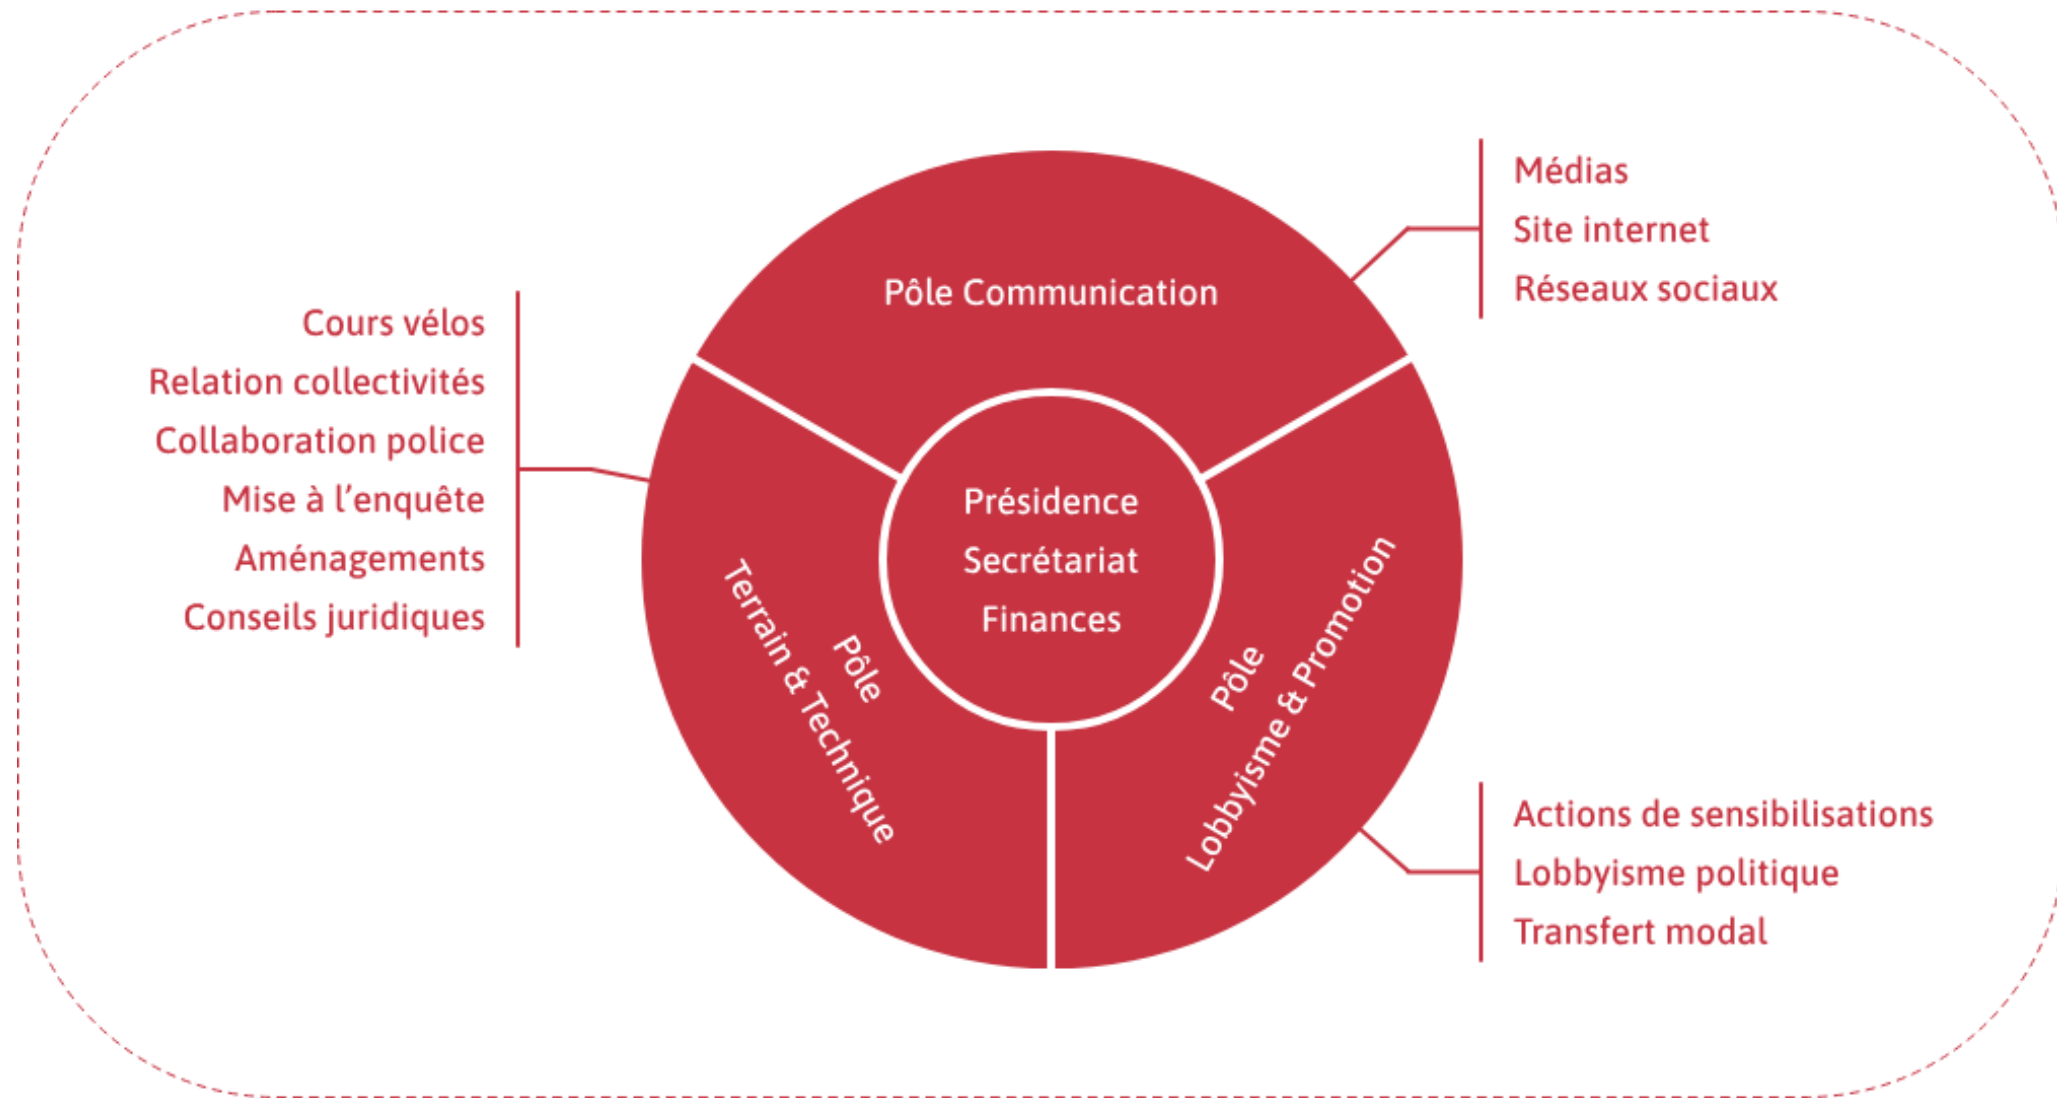 Pôle Communication
Médias
Site internet
Réseaux sociaux
Cours vélos
Relation collectivités
Collaboration police
Mise à l’enquête
Aménagements
Conseils juridiques
Présidence
Secrétariat
Finances
Pôle
Terrain & Technique
Pôle
Lobbyisme & Promotion
Actions de sensibilisations
Lobbyisme politique
Transfert modal